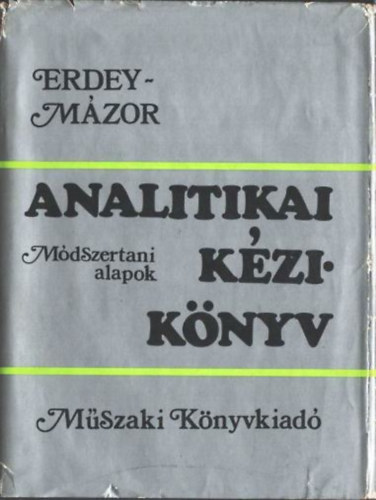 ERDEY-
MÁZOR
ANALITIKAI
Módszertani
alapok
KÉZI-
KÖNYV
Műszaki Könyvkiadó